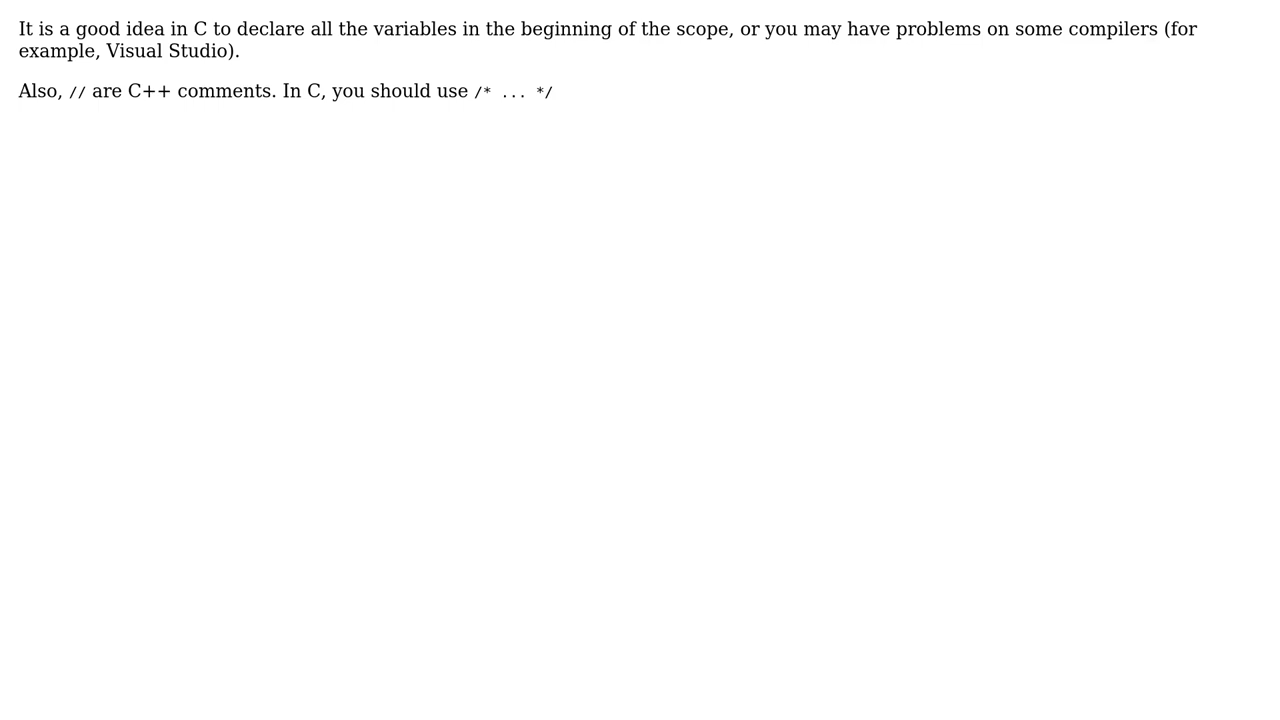 It is a good idea in C to declare all the variables in the beginning of the scope, or you may have problems on some compilers (for
example, Visual Studio).
Also, // are C++ comments. In C, you should use /* ... */